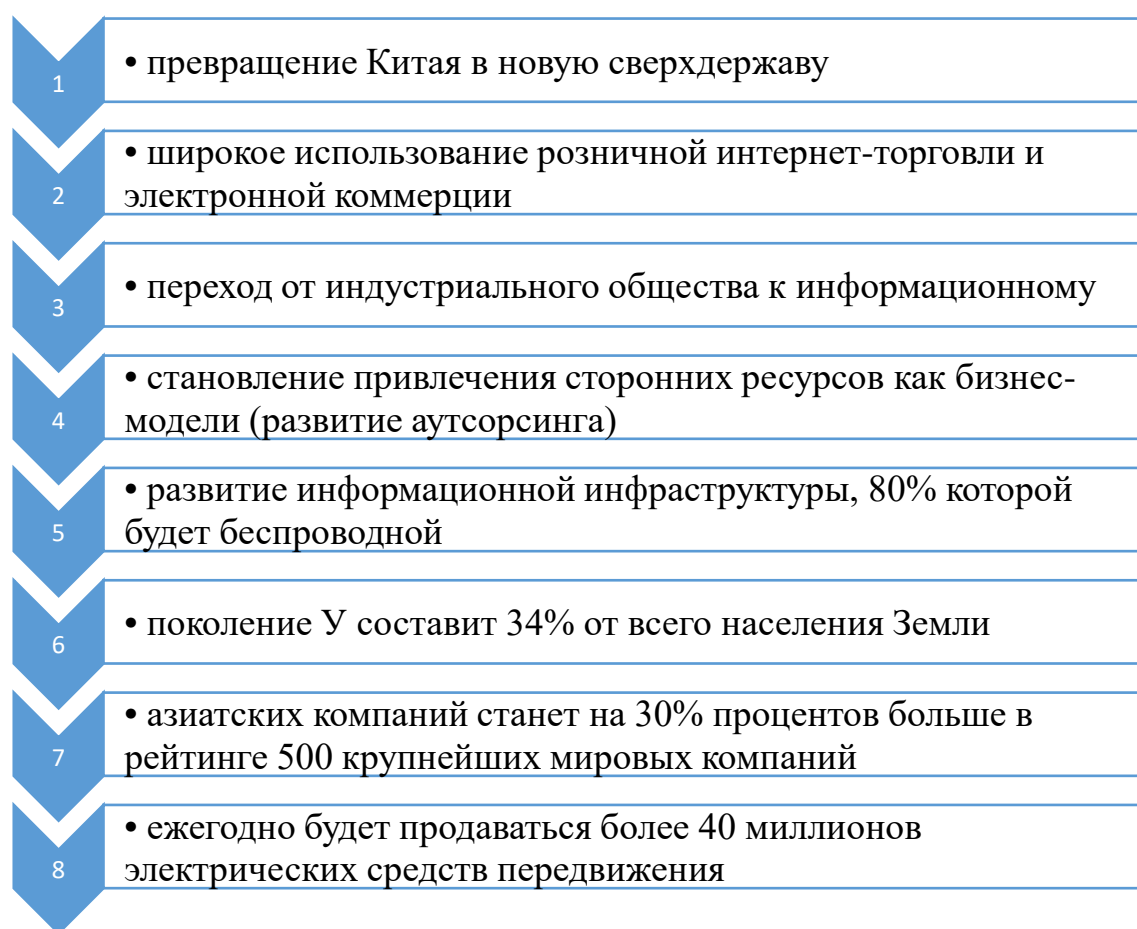 1
• превращение Китая в новую сверхдержаву
2
• широкое использование розничной интернет-торговли и
электронной коммерции
3
• переход от индустриального общества к информационному
4
• становление привлечения сторонних ресурсов как бизнес-
модели (развитие аутсорсинга)
5
• развитие информационной инфраструктуры, 80% которой
будет беспроводной
6
• поколение У составит 34% от всего населения Земли
7
• азиатских компаний станет на 30% процентов больше в
рейтинге 500 крупнейших мировых компаний
8
• ежегодно будет продаваться более 40 миллионов
электрических средств передвижения